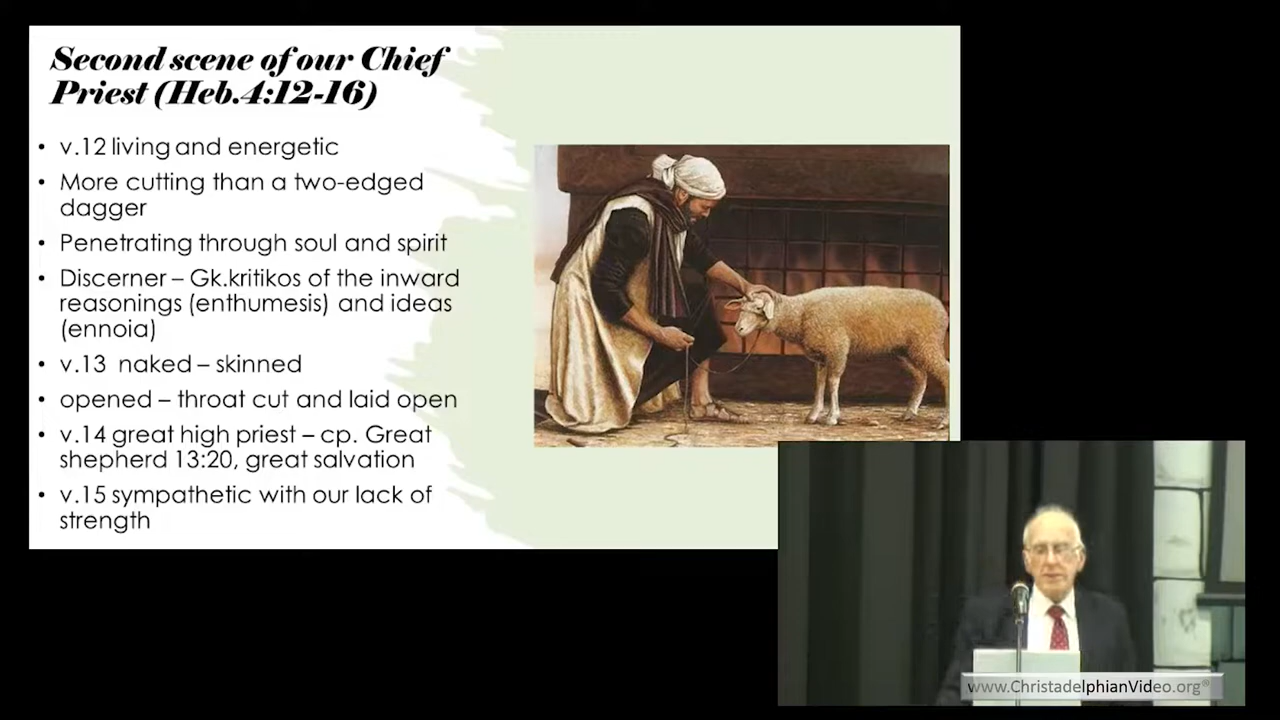 Second scene of our Chief
Priest (Heb.4:12-16)
• v.12 living and energetic
• More cutting than a two-edged
dagger
• Penetrating through soul and spirit
• Discerner – Gk.kritikos of the inward
reasonings (enthumesis) and ideas
(ennoia)
• v.13 naked – skinned
• opened – throat cut and laid open
• v.14 great high priest – cp. Great
shepherd 13:20, great salvation
• v.15 sympathetic with our lack of
strength
www.ChristadelphianVideo.org®